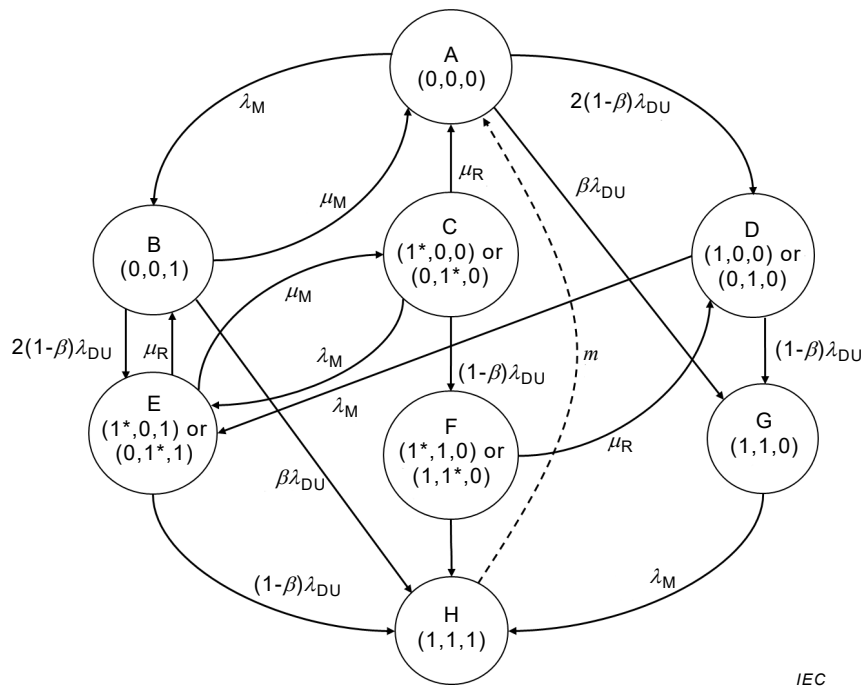 A
(0,0,0)
λM
2(1-β)λDU
μM
μR
βλDU
B
(0,0,1)
C
(1*,0,0) or
(0,1*,0)
D
(1,0,0) or
(0,1,0)
μM
m
2(1-β)λDU
μR
λM
(1-β)λDU
λM
(1-β)λDU
E
(1*,0,1) or
(0,1*,1)
F
(1*,1,0) or
(1,1*,0)
G
(1,1,0)
βλDU
μR
(1-β)λDU
λM
H
(1,1,1)
IEC